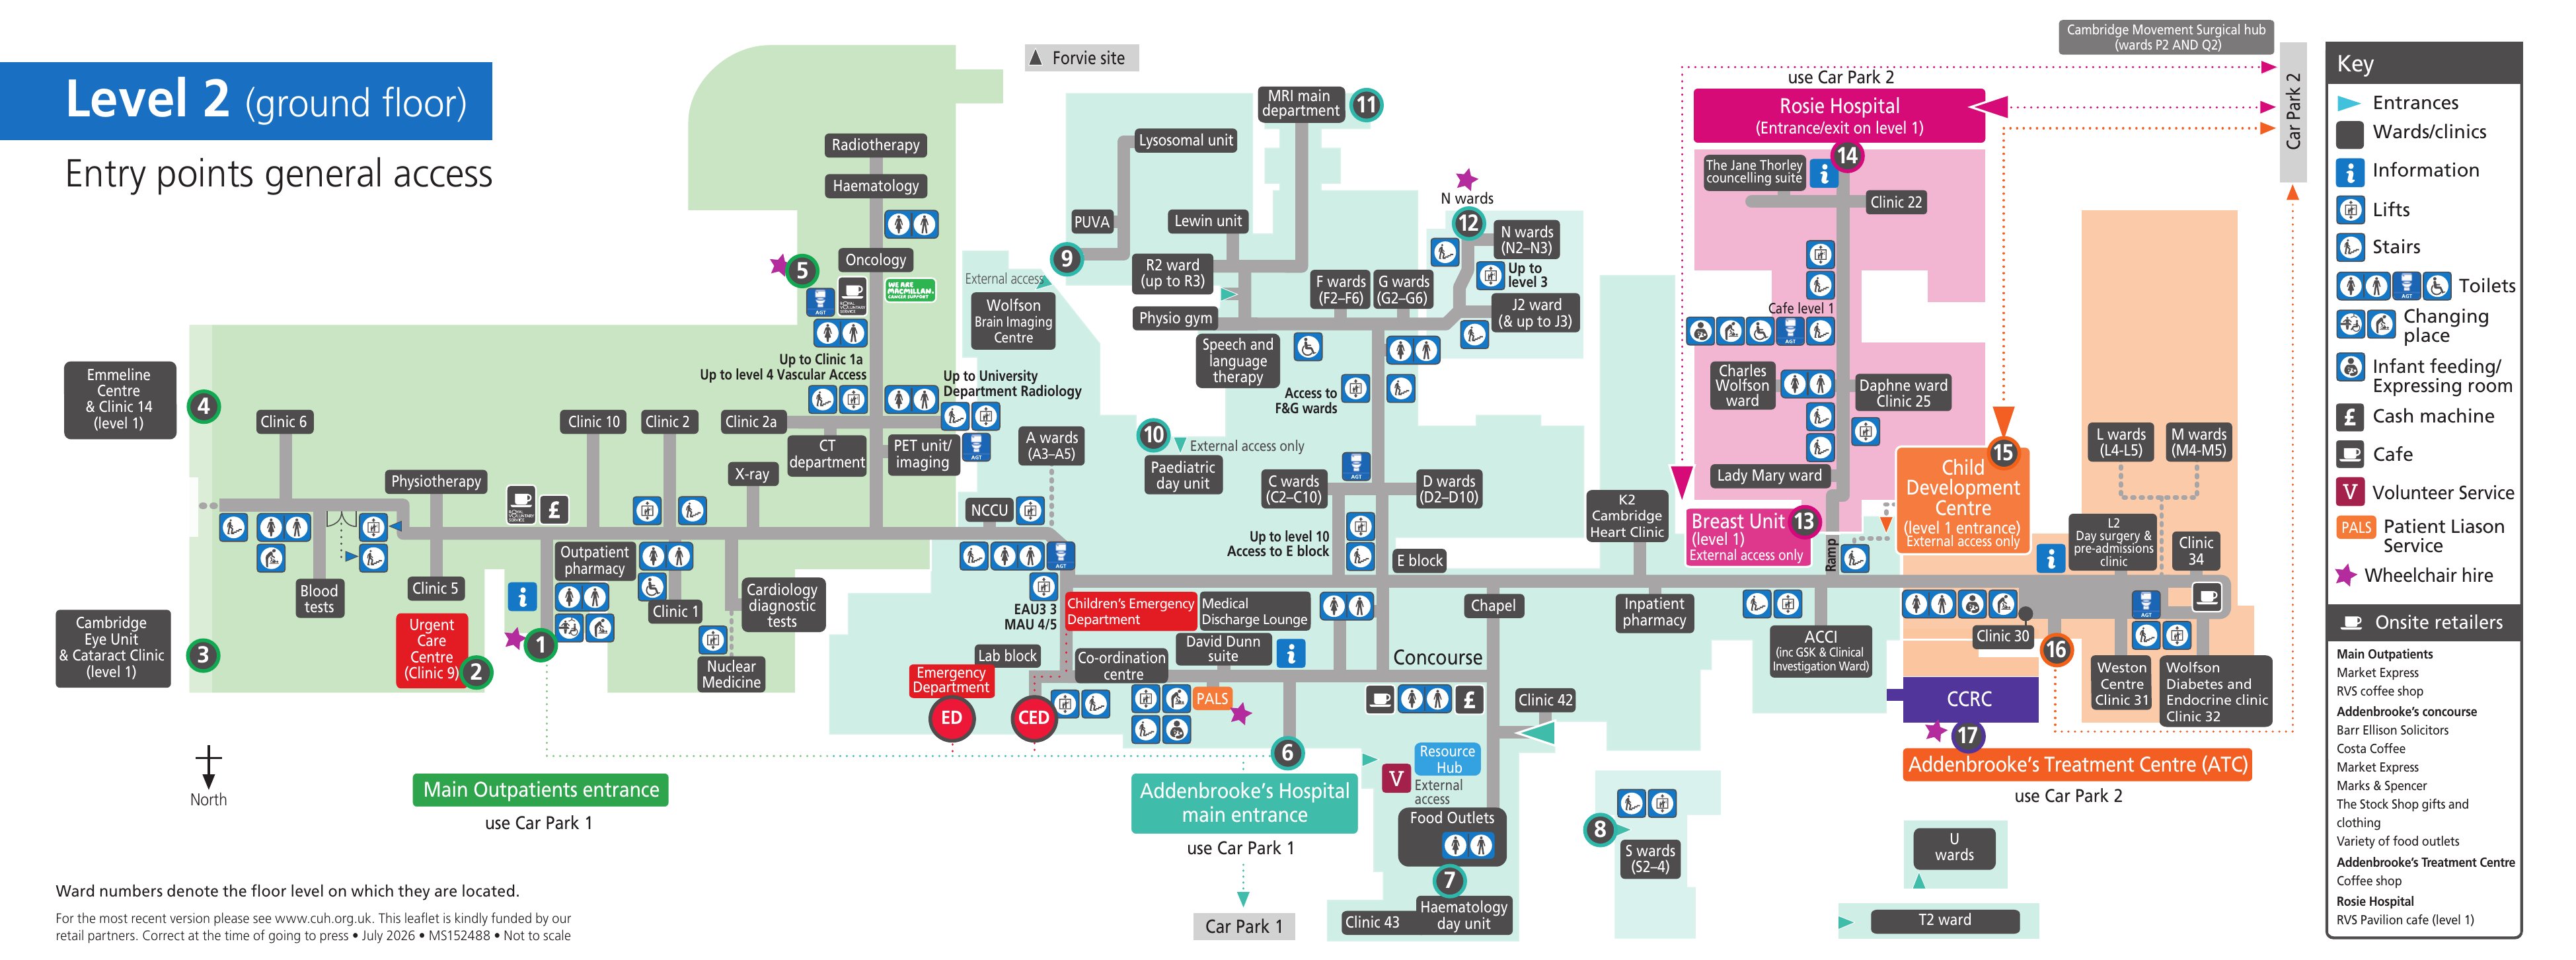 Level 2 (ground floor)
Entry points general access
Forvie site
Cambridge Movement Surgical hub
(wards P2 AND Q2)
Car Park 2
use Car Park 2
Rosie Hospital
(Entrance/exit on level 1)
14
The Jane Thorley
councelling suite
Clinic 22
Cafe level 1
Charles
Wolfson
ward
Daphne ward
Clinic 25
Lady Mary ward
Breast Unit 13
(level 1)
External access only
Ramp
15
Child
Development
Centre
(level 1 entrance)
External access only
Radiotherapy
Haematology
Oncology
5
WE ARE
MACMILLAN.
CANCER SUPPORT
AGT
ROYAL
VOLUNTARY
SERVICE
Up to Clinic 1a
Up to level 4 Vascular Access
Up to University
Department Radiology
Clinic 2a
CT
department
PET unit/
imaging
AGT
X-ray
Emmeline
Centre
& Clinic 14
(level 1)
4
Clinic 6
Physiotherapy
Clinic 10
Clinic 2
ROYAL
VOLUNTARY
SERVICE
£
Blood
tests
Clinic 5
Outpatient
pharmacy
Clinic 1
Cardiology
diagnostic
tests
Nuclear
Medicine
Cambridge
Eye Unit
& Cataract Clinic
(level 1)
3
Urgent
Care
Centre
(Clinic 9)
2
1
North
Main Outpatients entrance
use Car Park 1
MRI main
department
11
Lysosomal unit
PUVA
9
External access
Wolfson
Brain Imaging
Centre
Lewin unit
R2 ward
(up to R3)
Physio gym
Speech and
language
therapy
N wards
12
N wards
(N2–N3)
Up to
level 3
F wards
(F2–F6)
G wards
(G2–G6)
J2 ward
(& up to J3)
Access to
F&G wards
10
External access only
Paediatric
day unit
A wards
(A3–A5)
NCCU
AGT
C wards
(C2–C10)
AGT
D wards
(D2–D10)
Up to level 10
Access to E block
E block
K2
Cambridge
Heart Clinic
EAU3 3
MAU 4/5
Children's Emergency
Department
Medical
Discharge Lounge
Lab block
Co-ordination
centre
David Dunn
suite
Concourse
Chapel
Inpatient
pharmacy
Emergency
Department
ED
CED
PALS
£
Clinic 42
6
Addenbrooke's Hospital
main entrance
use Car Park 1
Car Park 1
V
Resource
Hub
External
access
Food Outlets
7
Haematology
day unit
Clinic 43
8
S wards
(S2–4)
ACCI
(inc GSK & Clinical
Investigation Ward)
L wards
(L4-L5)
M wards
(M4-M5)
L2
Day surgery &
pre-admissions
clinic
Clinic
34
Clinic 30
16
AGT
Weston
Centre
Clinic 31
Wolfson
Diabetes and
Endocrine clinic
Clinic 32
CCRC
17
Addenbrooke's Treatment Centre (ATC)
use Car Park 2
U
wards
T2 ward
Key
Entrances
Wards/clinics
Information
Lifts
Stairs
AGT
Toilets
Changing
place
Infant feeding/
Expressing room
£ Cash machine
Cafe
V Volunteer Service
PALS Patient Liason
Service
Wheelchair hire
Onsite retailers
Main Outpatients
Market Express
RVS coffee shop
Addenbrooke's concourse
Barr Ellison Solicitors
Costa Coffee
Market Express
Marks & Spencer
The Stock Shop gifts and
clothing
Variety of food outlets
Addenbrooke's Treatment Centre
Coffee shop
Rosie Hospital
RVS Pavilion cafe (level 1)
Ward numbers denote the floor level on which they are located.
For the most recent version please see www.cuh.org.uk. This leaflet is kindly funded by our
retail partners. Correct at the time of going to press • July 2026 • MS152488 • Not to scale